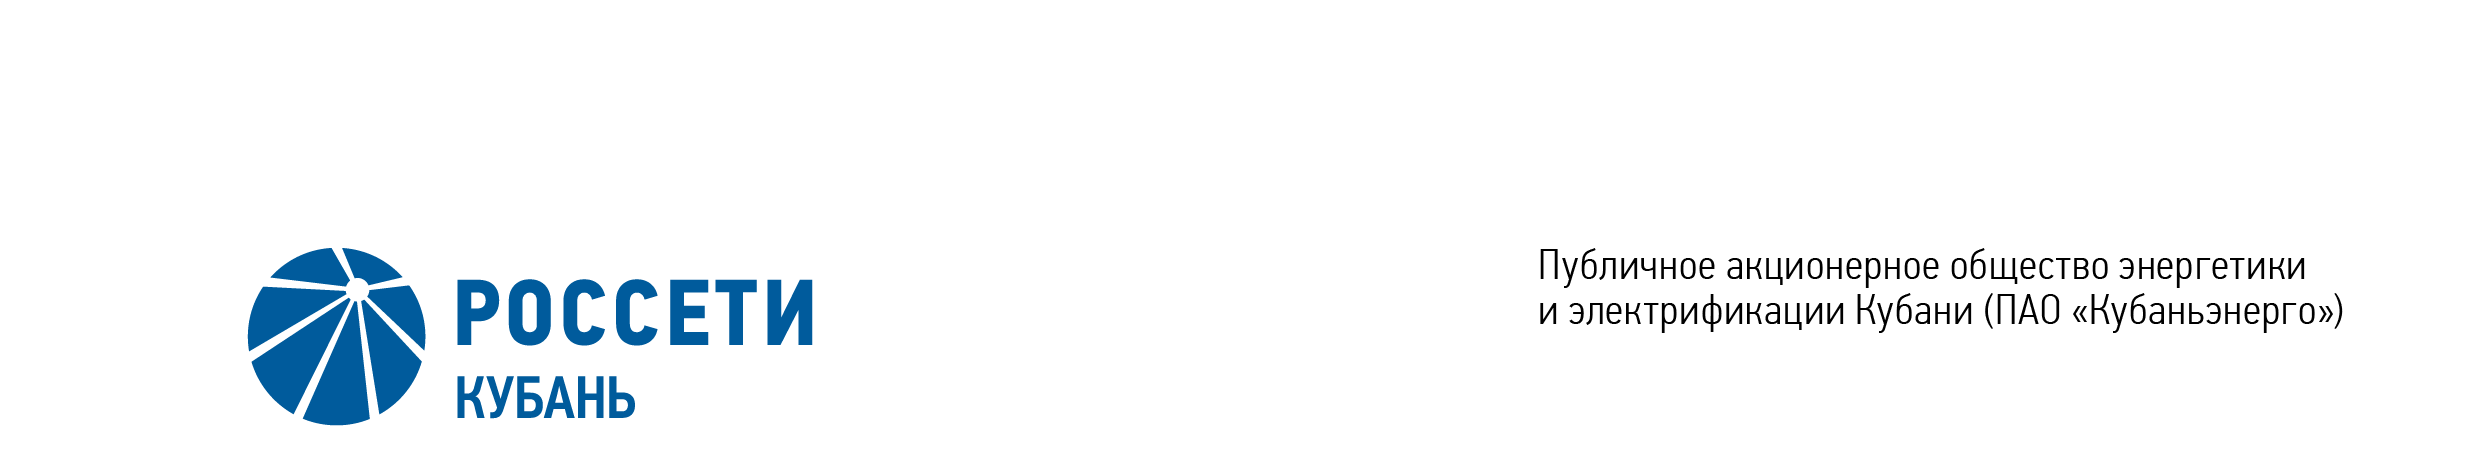 РОССЕТИ
КУБАНЬ
Публичное акционерное общество энергетики
и электрификации Кубани (ПАО «Кубаньэнерго»)